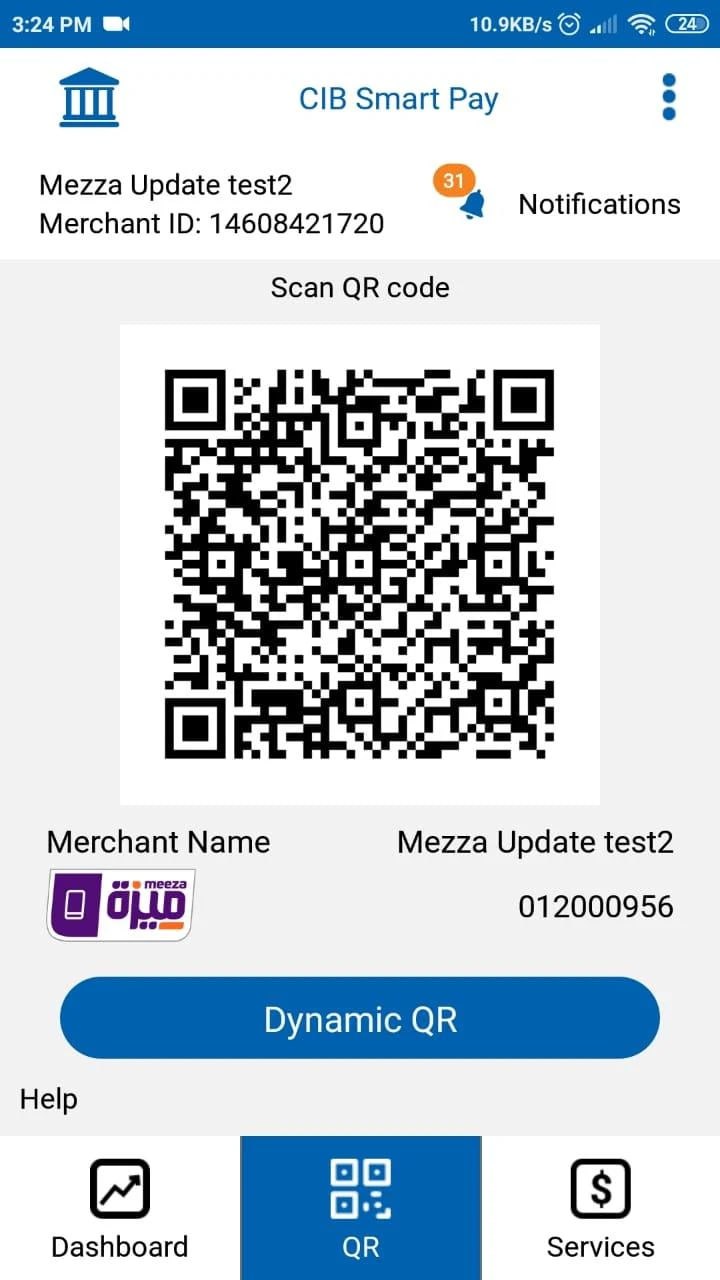 3:24 PM 10.9KB/s 24
CIB Smart Pay
Mezza Update test2
Merchant ID: 14608421720
31
Notifications
Scan QR code
Merchant Name Mezza Update test2
meeza
ميزة
012000956
Dynamic QR
Help
Dashboard QR Services